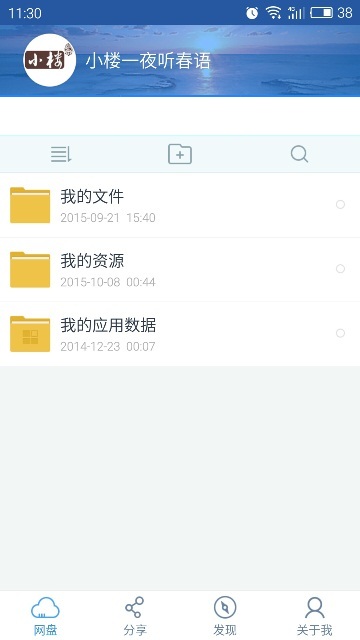 11:30
4G
38
小楼
小楼一夜听春语
我的文件
2015-09-21 15:40
我的资源
2015-10-08 00:44
我的应用数据
2014-12-23 00:07
网盘
分享
发现
关于我